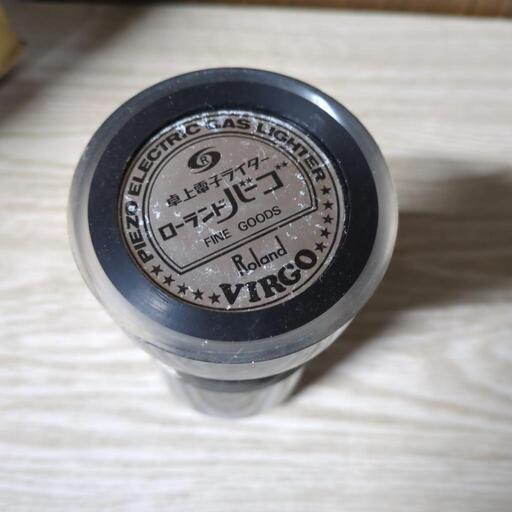 PIEZO ELECTRIC GAS LIGHTER
R
卓上電子ライター
ローランドバルゴ
FINE GOODS
Roland
VIRGO